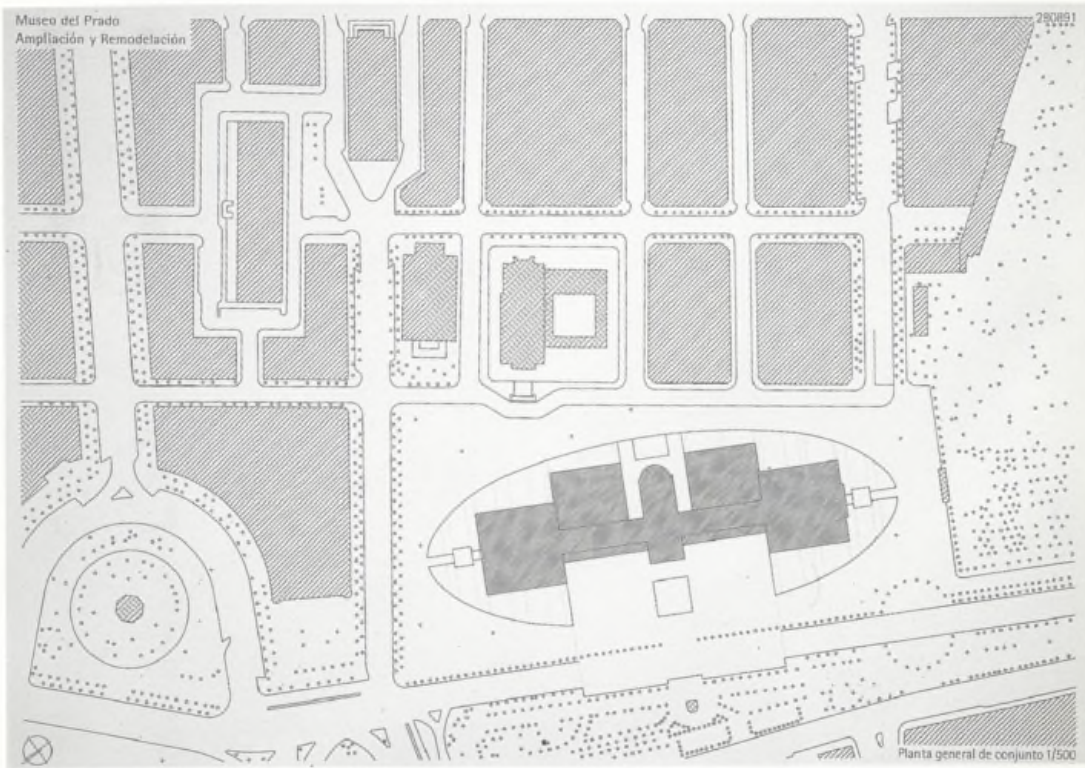 Museo del Prado
Ampliación y Remodelación
280891
Planta general de conjunto 1/500